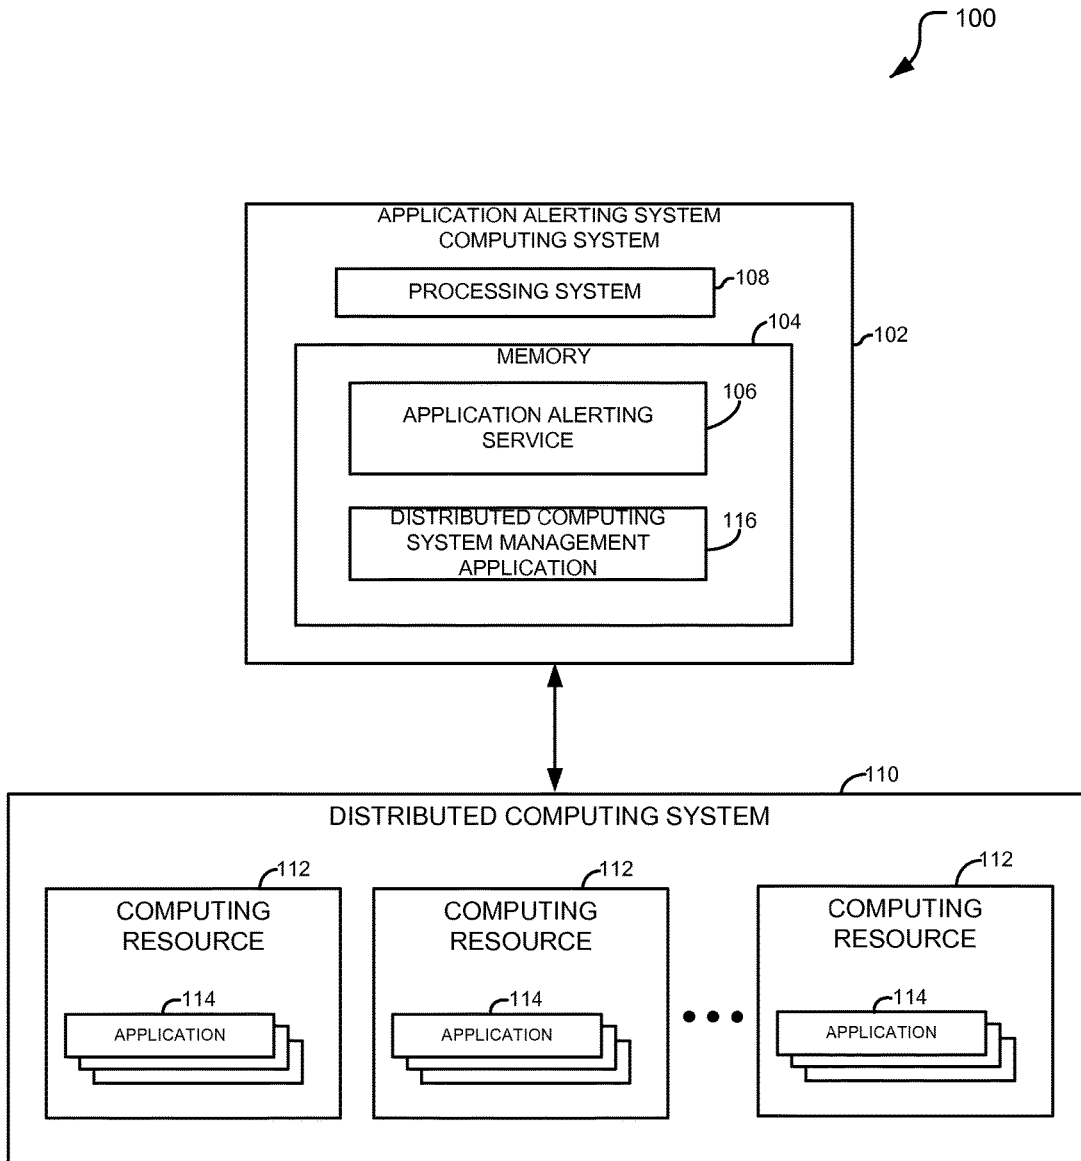 100
APPLICATION ALERTING SYSTEM
COMPUTING SYSTEM
PROCESSING SYSTEM
108
104
102
MEMORY
APPLICATION ALERTING
SERVICE
106
DISTRIBUTED COMPUTING
SYSTEM MANAGEMENT
APPLICATION
116
110
DISTRIBUTED COMPUTING SYSTEM
112
COMPUTING
RESOURCE
114
APPLICATION
112
COMPUTING
RESOURCE
114
APPLICATION
112
COMPUTING
RESOURCE
114
APPLICATION